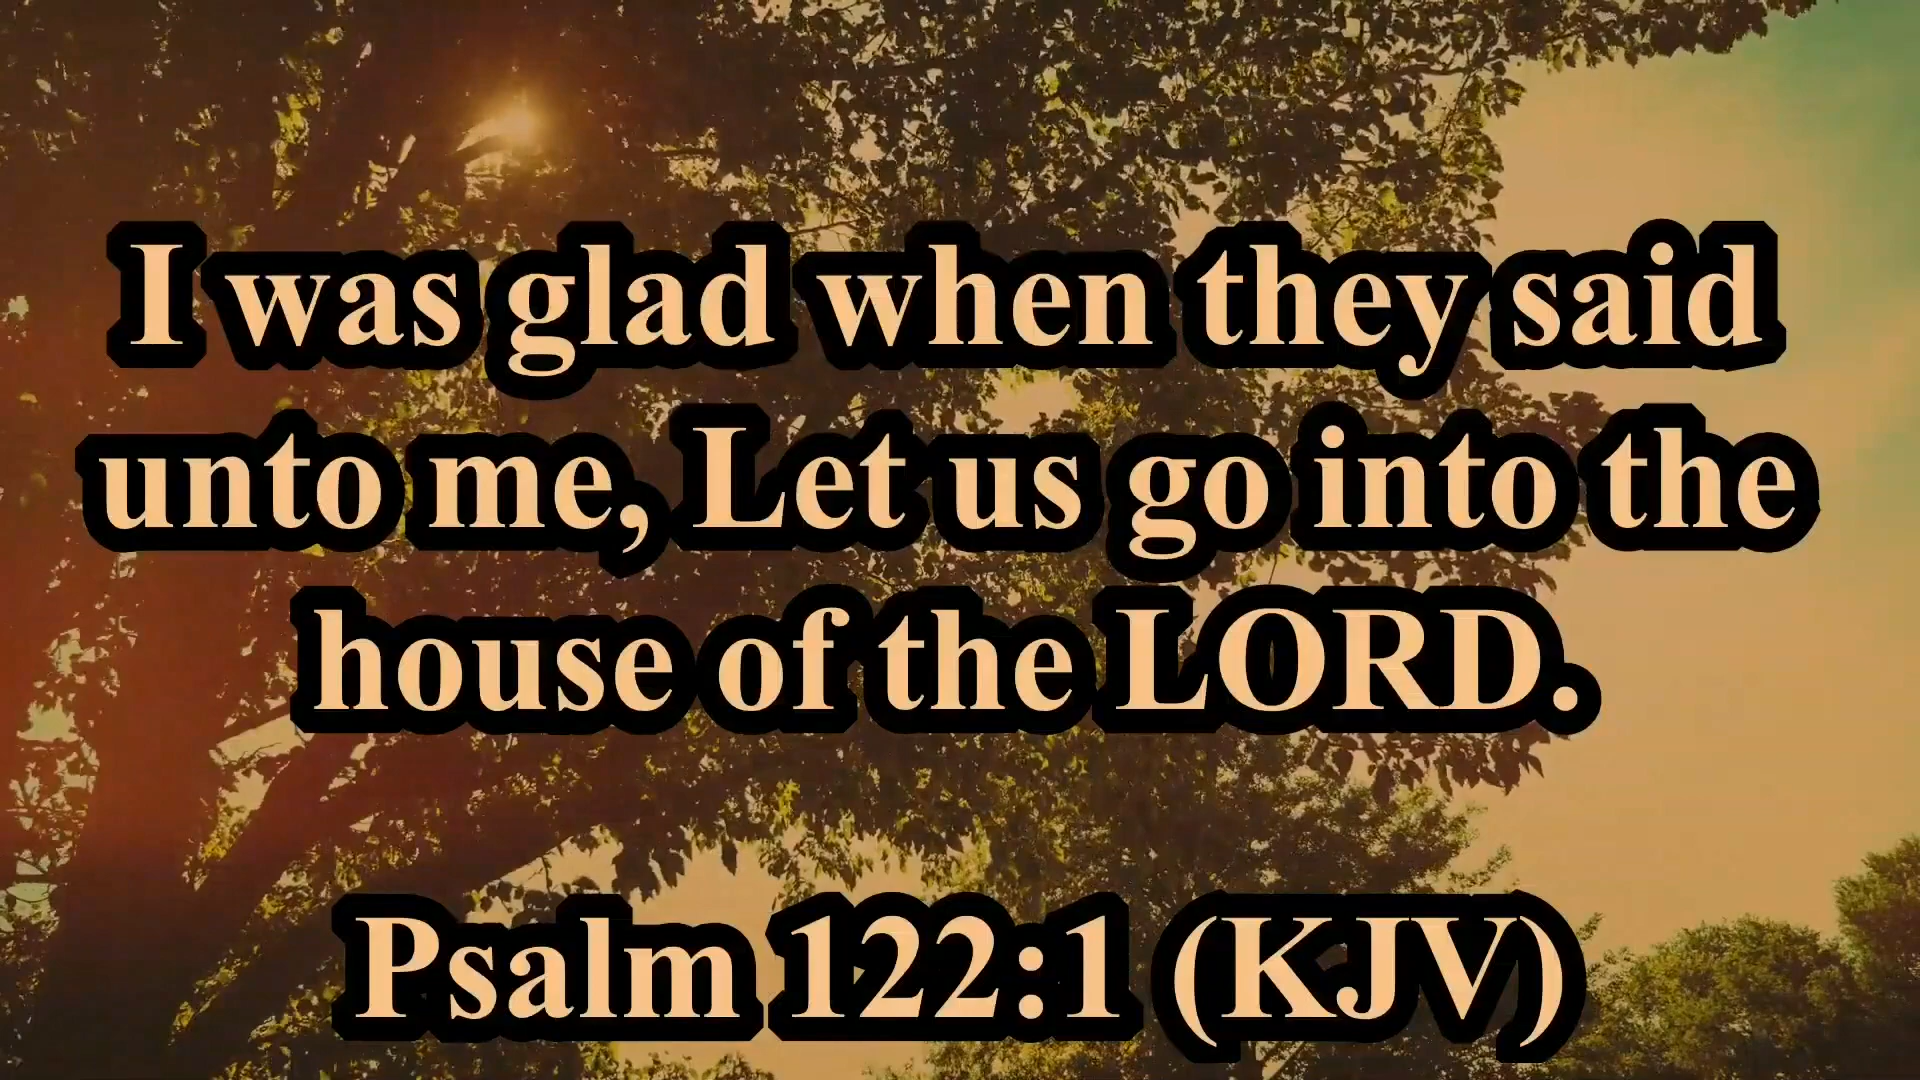 I was glad when they said
unto me, Let us go into the
house of the LORD.
Psalm 122:1 (KJV)